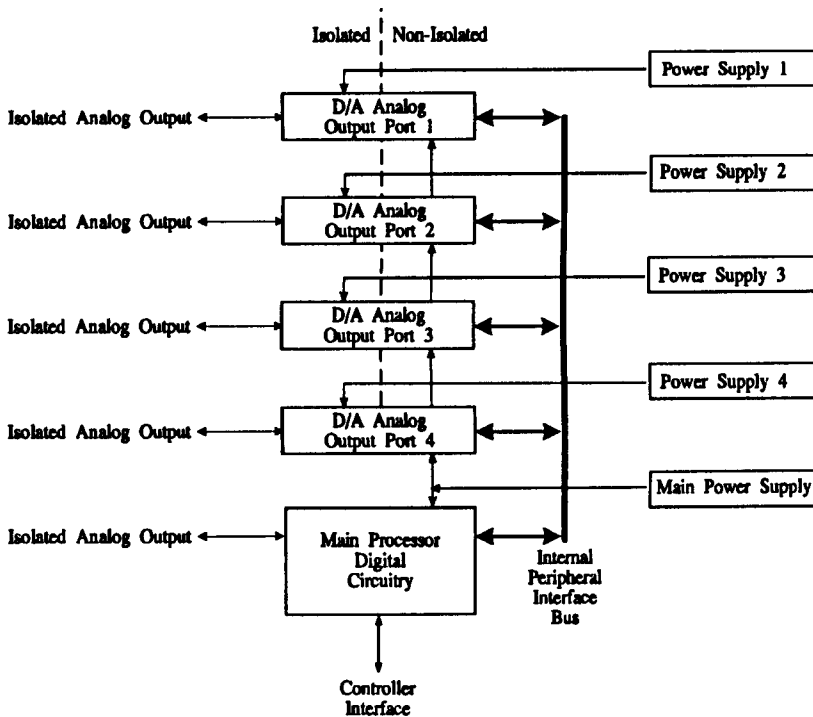 Isolated Non-Isolated
Power Supply 1
D/A Analog
Output Port 1
Isolated Analog Output
Power Supply 2
D/A Analog
Output Port 2
Isolated Analog Output
Power Supply 3
D/A Analog
Output Port 3
Isolated Analog Output
Power Supply 4
D/A Analog
Output Port 4
Isolated Analog Output
Main Power Supply
Isolated Analog Output
Main Processor
Digital
Circuitry
Internal
Peripheral
Interface
Bus
Controller
Interface